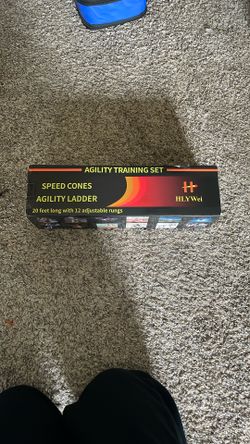 AGILITY TRAINING SET
SPEED CONES
AGILITY LADDER
20 feet long with 12 adjustable rungs
HLYWei